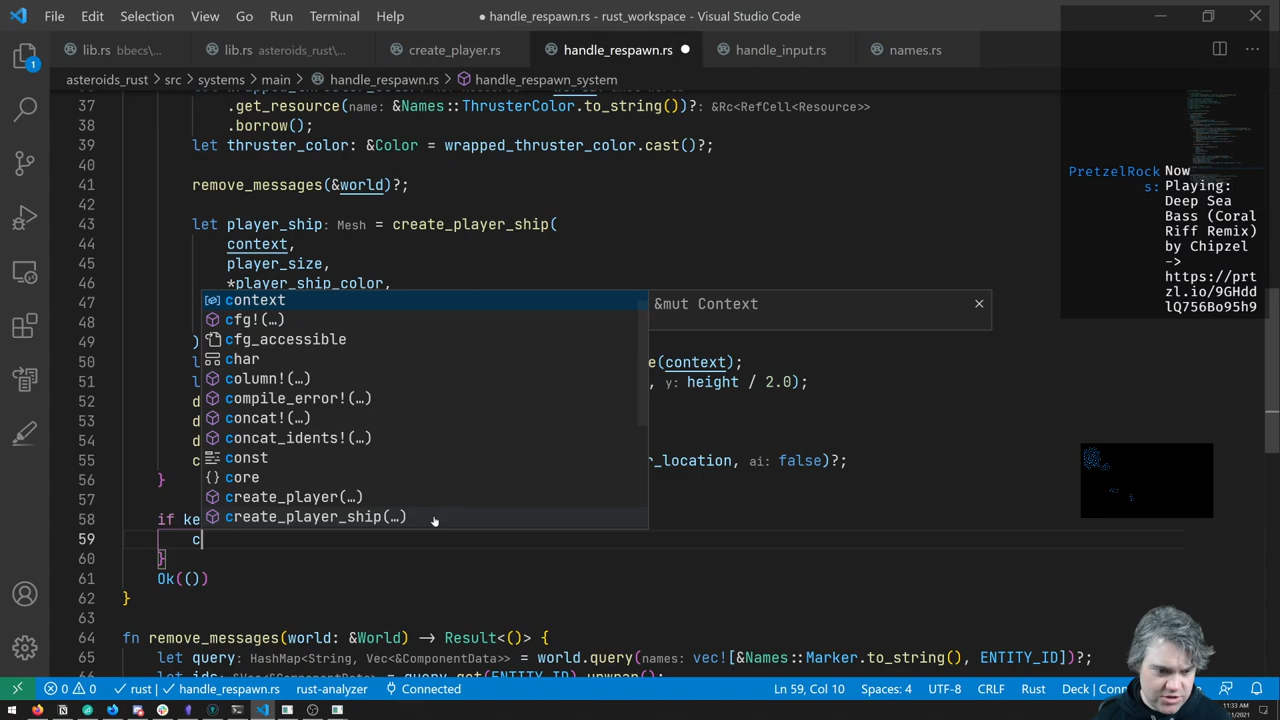 File Edit Selection View Go Run Terminal Help
● handle_respawn.rs - rust_workspace - Visual Studio Code
lib.rs bbecs\...
lib.rs asteroids_rust\...
create_player.rs
handle_respawn.rs ●
handle_input.rs
names.rs
asteroids_rust > src > systems > main > handle_respawn.rs > handle_respawn_system
37 .get_resource(name: &Names::ThrusterColor.to_string())?: &Rc<RefCell<Resource>>
38 .borrow();
39 let thruster_color: &Color = wrapped_thruster_color.cast()?;
40
41 remove_messages(&world)?;
42
43 let player_ship: Mesh = create_player_ship(
44 context,
45 player_size,
46 *player_ship_color,
47
48
50 ) l e(context);
51 l , y: height / 2.0);
52 d
53 d
54 d
55 c r_location, ai: false)?;
56 }
57
58 if ke
59 c
60 }
61 Ok(())
62 }
63
64 fn remove_messages(world: &World) → Result<()> {
65 let query: HashMap<String, Vec<&ComponentData>> = world.query(names: vec![&Names::Marker.to_string(), ENTITY_ID])?;
context
cfg!(…)
cfg_accessible
char
column!(…)
compile_error!(…)
concat!(…)
concat_idents!(…)
const
core
create_player(…)
create_player_ship(…)
&mut Context
PretzelRock
s:
Now
Playing:
Deep Sea
Bass (Coral
Riff Remix)
by Chipzel
->
https://prt
zl.io/9GHdd
lQ756Bo95h9
1
0 0 rust handle_respawn.rs rust-analyzer Connected
Ln 59, Col 10 Spaces: 4 UTF-8 CRLF Rust
11:33 AM